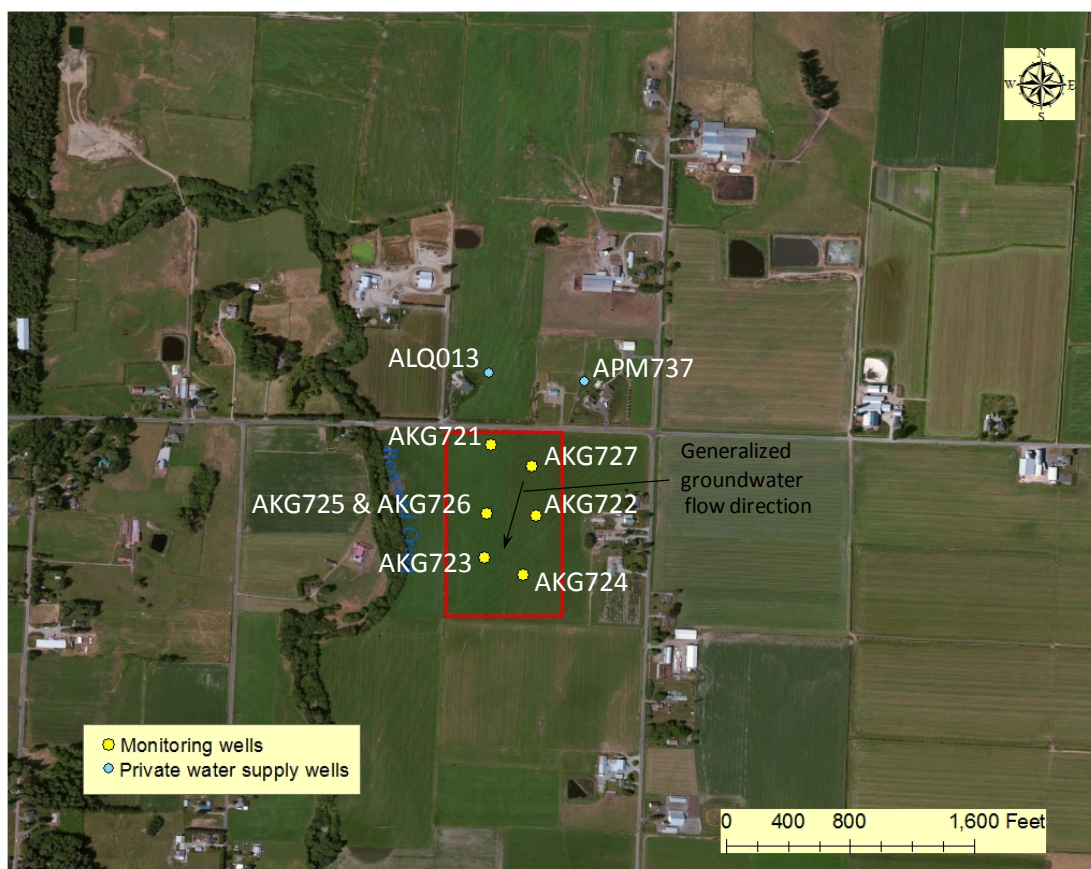 N
W E
S
ALQ013
APM737
AKG721
AKG727
Generalized
groundwater
flow direction
AKG725 & AKG726
AKG722
AKG723
AKG724
Monitoring wells
Private water supply wells
0 400 800 1,600 Feet